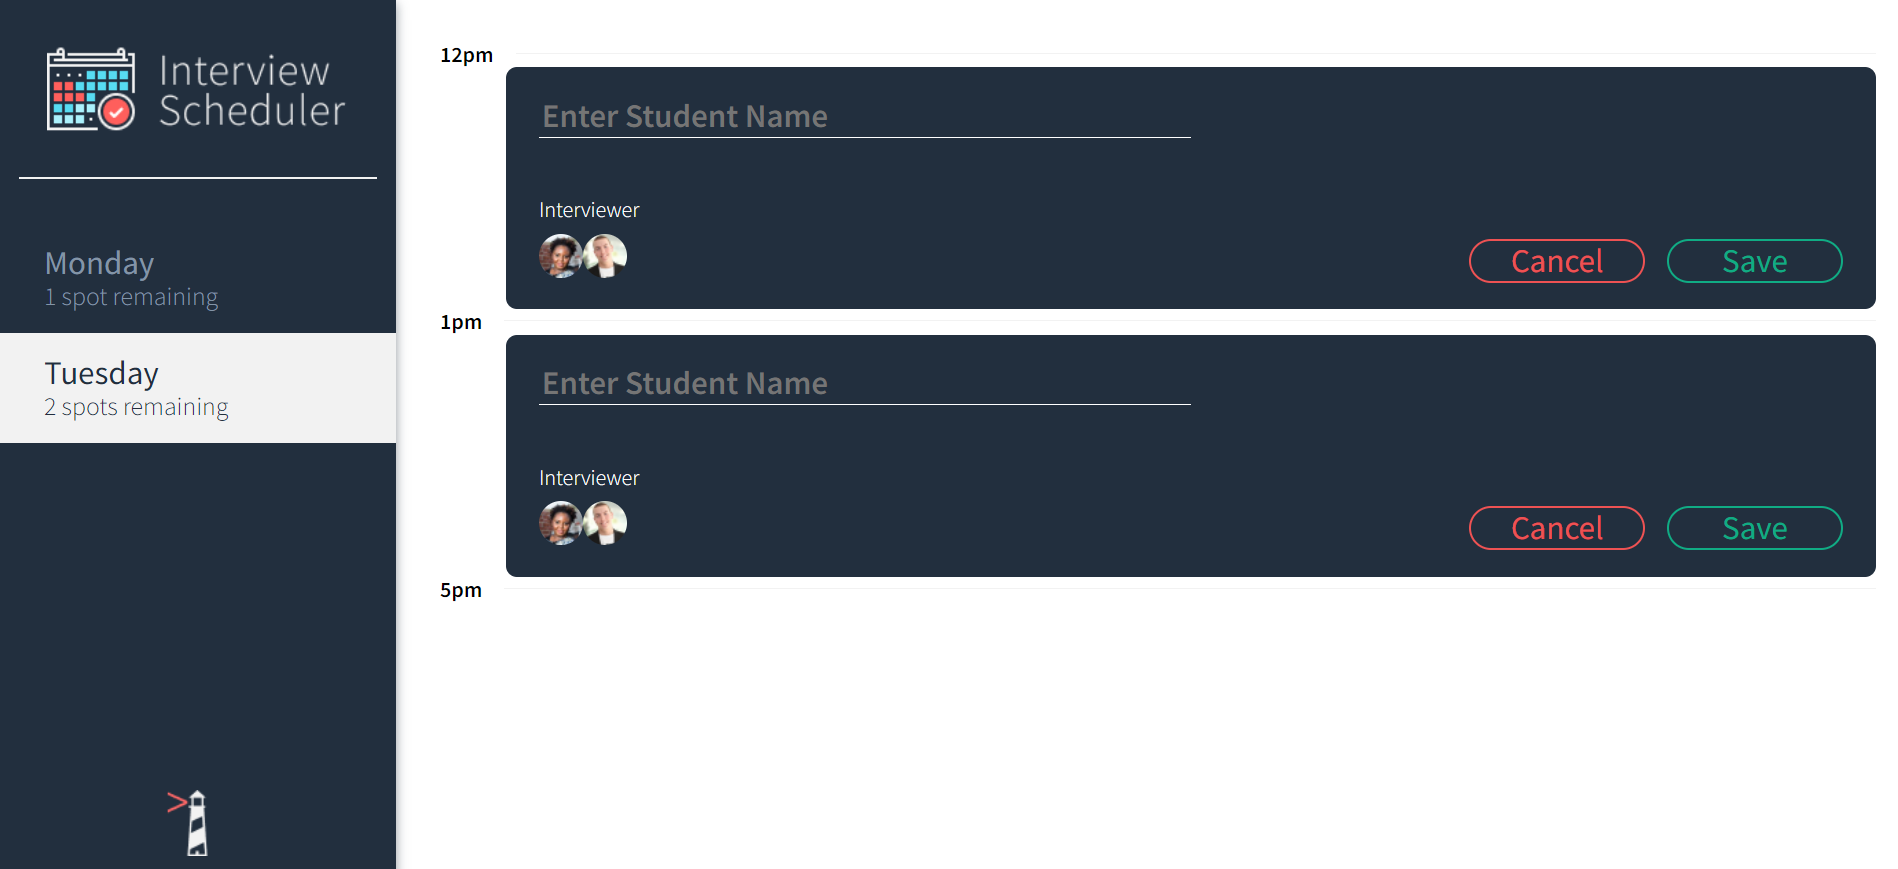 Interview
Scheduler
Monday
1 spot remaining
Tuesday
2 spots remaining
12pm
Enter Student Name
Interviewer
Cancel
Save
1pm
Enter Student Name
Interviewer
Cancel
Save
5pm